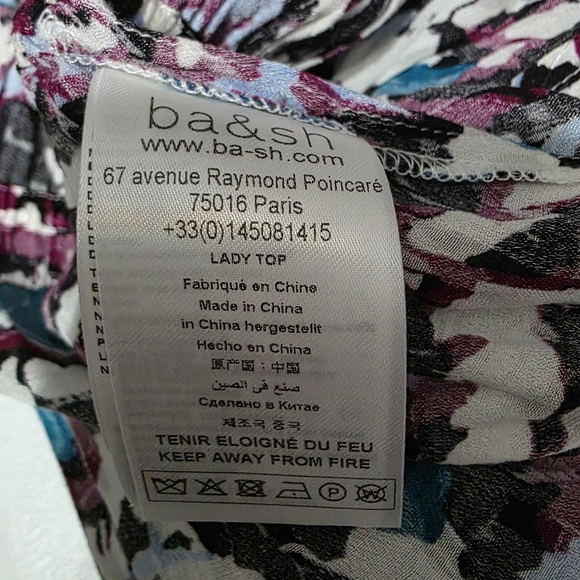 ba&sh
www.ba-sh.com
67 avenue Raymond Poincaré
75016 Paris
+33(0)145081415
LADY TOP
Fabriqué en Chine
Made in China
in China hergestellt
Hecho en China
原产国: 中国
صنع في الصين
Сделано в Китае
제조국 중국
TENIR ELOIGNÉ DU FEU
KEEP AWAY FROM FIRE
P
W